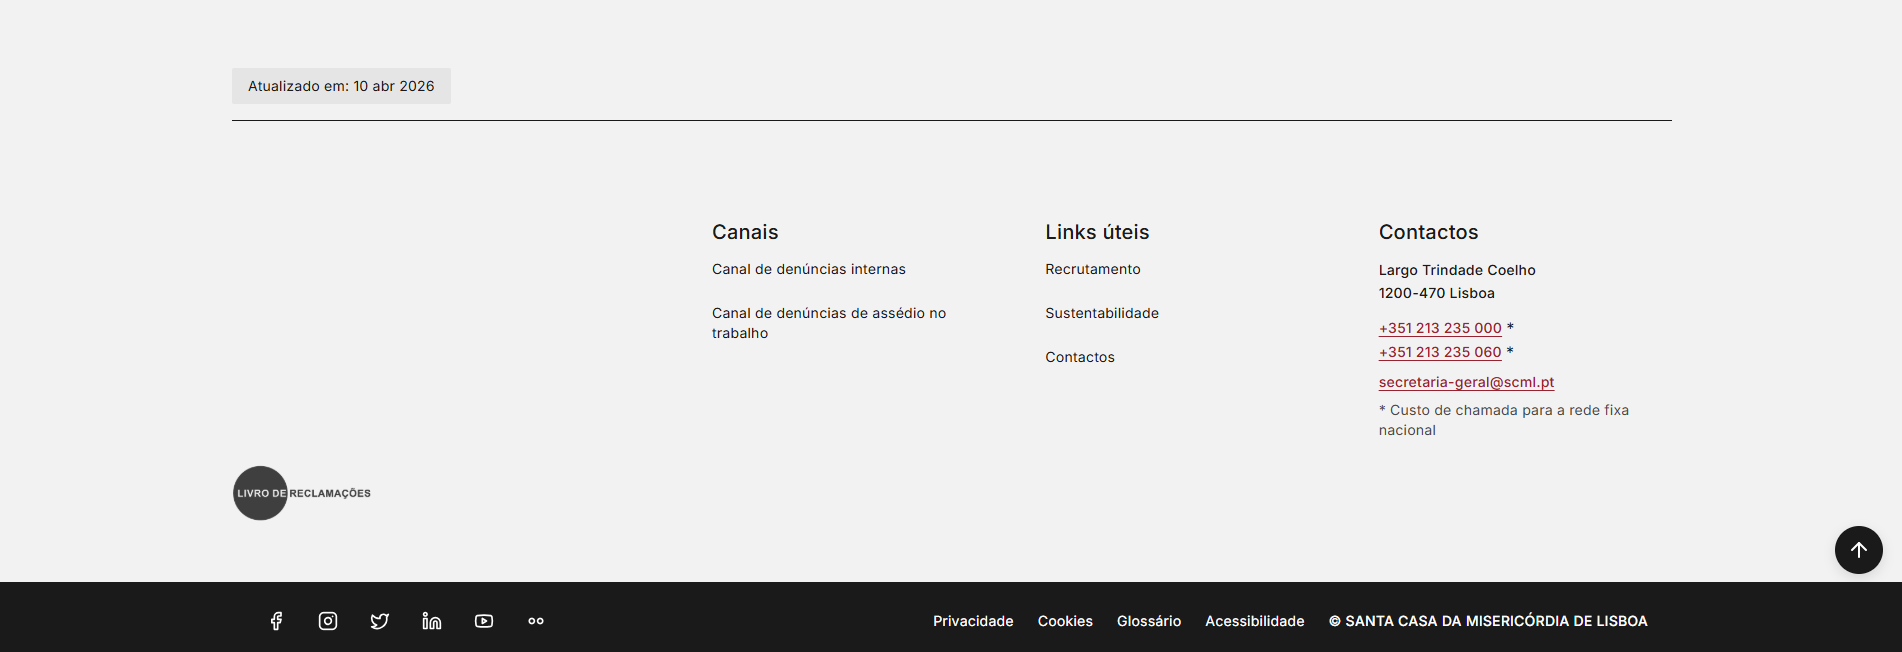 Atualizado em: 10 abr 2026
Canais
Canal de denúncias internas
Canal de denúncias de assédio no
trabalho
Links úteis
Recrutamento
Sustentabilidade
Contactos
Contactos
Largo Trindade Coelho
1200-470 Lisboa
+351 213 235 000 *
+351 213 235 060 *
secretaria-geral@scml.pt
* Custo de chamada para a rede fixa
nacional
LIVRO DE RECLAMAÇÕES
Privacidade Cookies Glossário Acessibilidade © SANTA CASA DA MISERICÓRDIA DE LISBOA